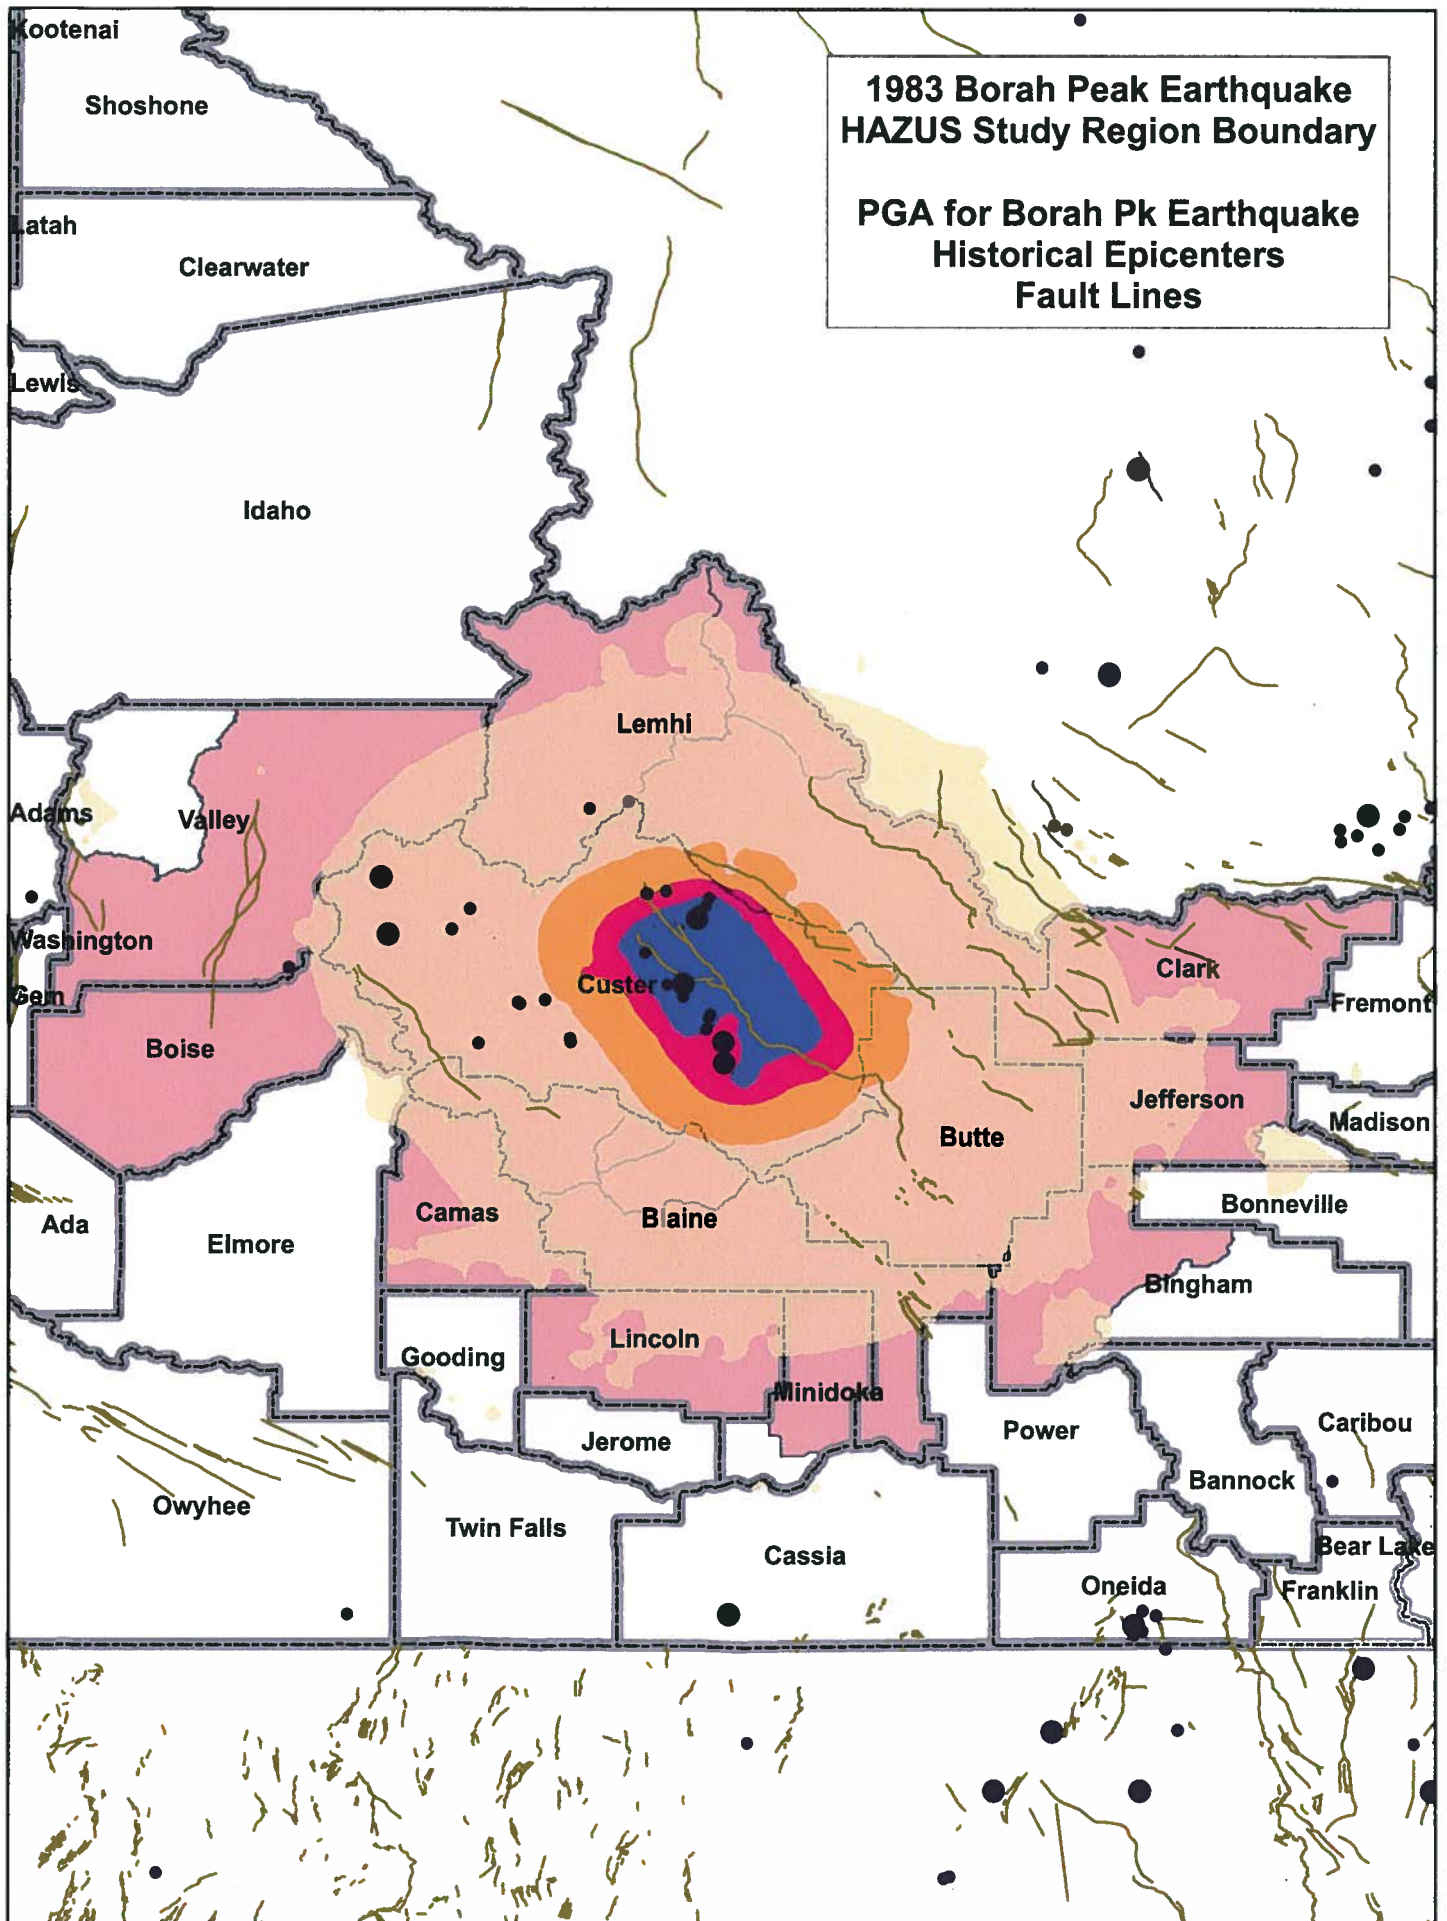 Kootenai
Shoshone
1983 Borah Peak Earthquake
HAZUS Study Region Boundary
PGA for Borah Pk Earthquake
Historical Epicenters
Fault Lines
Latah
Clearwater
Lewis
Idaho
Lemhi
Adams
Valley
Washington
Custer
Clark
Gem
Fremont
Boise
Jefferson
Madison
Butte
Ada
Camas
Blaine
Bonneville
Elmore
Bingham
Lincoln
Gooding
Minidoka
Jerome
Power
Caribou
Bannock
Owyhee
Twin Falls
Cassia
Bear Lake
Oneida
Franklin